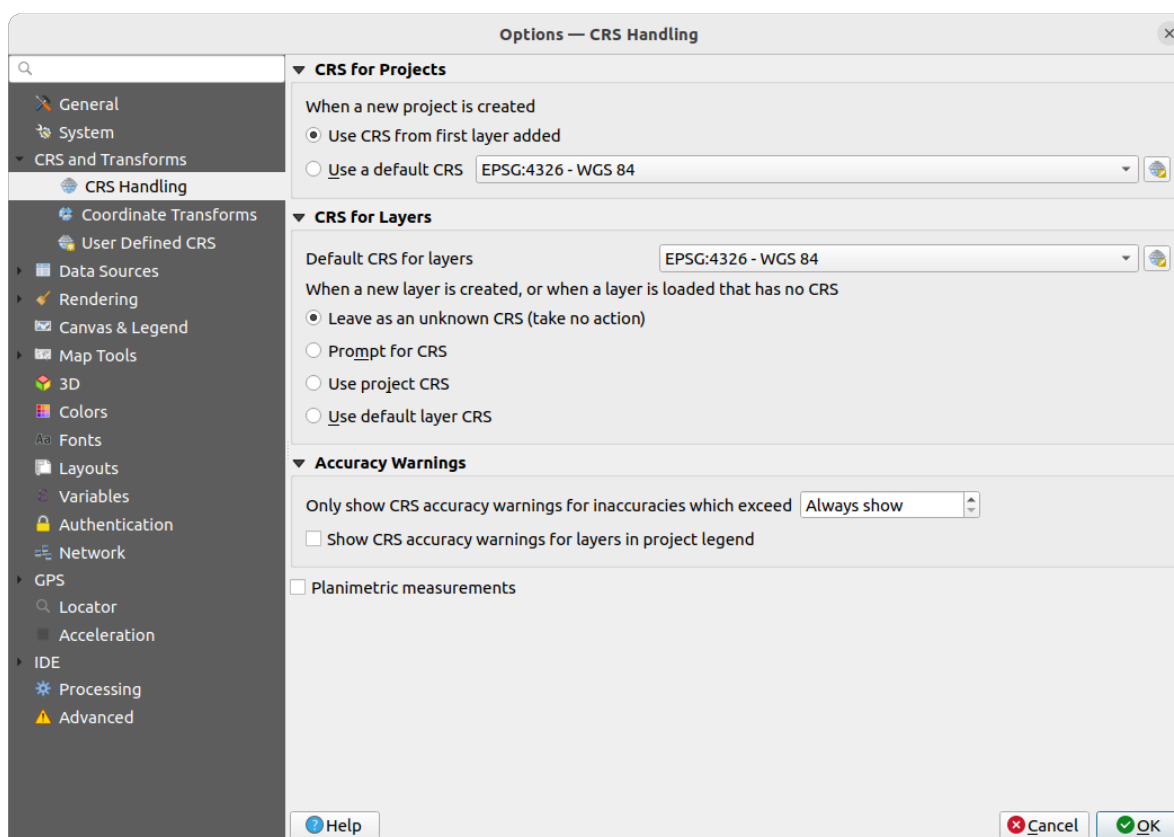 Options — CRS Handling
General
System
CRS and Transforms
CRS Handling
Coordinate Transforms
User Defined CRS
Data Sources
Rendering
Canvas & Legend
Map Tools
3D
Colors
Aa Fonts
Layouts
ε Variables
Authentication
Network
GPS
Locator
Acceleration
IDE
Processing
Advanced
CRS for Projects
When a new project is created
Use CRS from first layer added
Use a default CRS EPSG:4326 - WGS 84
CRS for Layers
Default CRS for layers EPSG:4326 - WGS 84
When a new layer is created, or when a layer is loaded that has no CRS
Leave as an unknown CRS (take no action)
Prompt for CRS
Use project CRS
Use default layer CRS
Accuracy Warnings
Only show CRS accuracy warnings for inaccuracies which exceed Always show
Show CRS accuracy warnings for layers in project legend
Planimetric measurements
Help Cancel OK